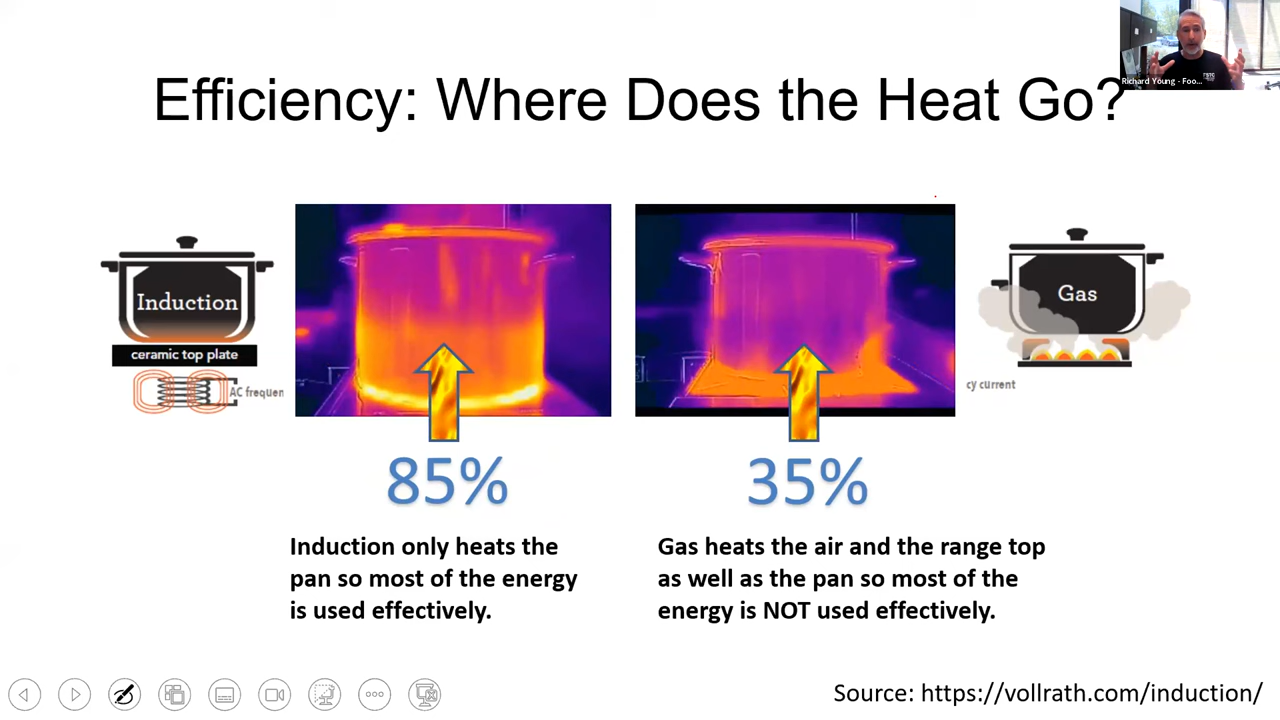 Efficiency: Where Does the Heat Go?
Richard Young - Foo...
Induction
ceramic top plate
AC frequen
Gas
cy current
85%
35%
Induction only heats the
pan so most of the energy
is used effectively.
Gas heats the air and the range top
as well as the pan so most of the
energy is NOT used effectively.
Source: https://vollrath.com/induction/